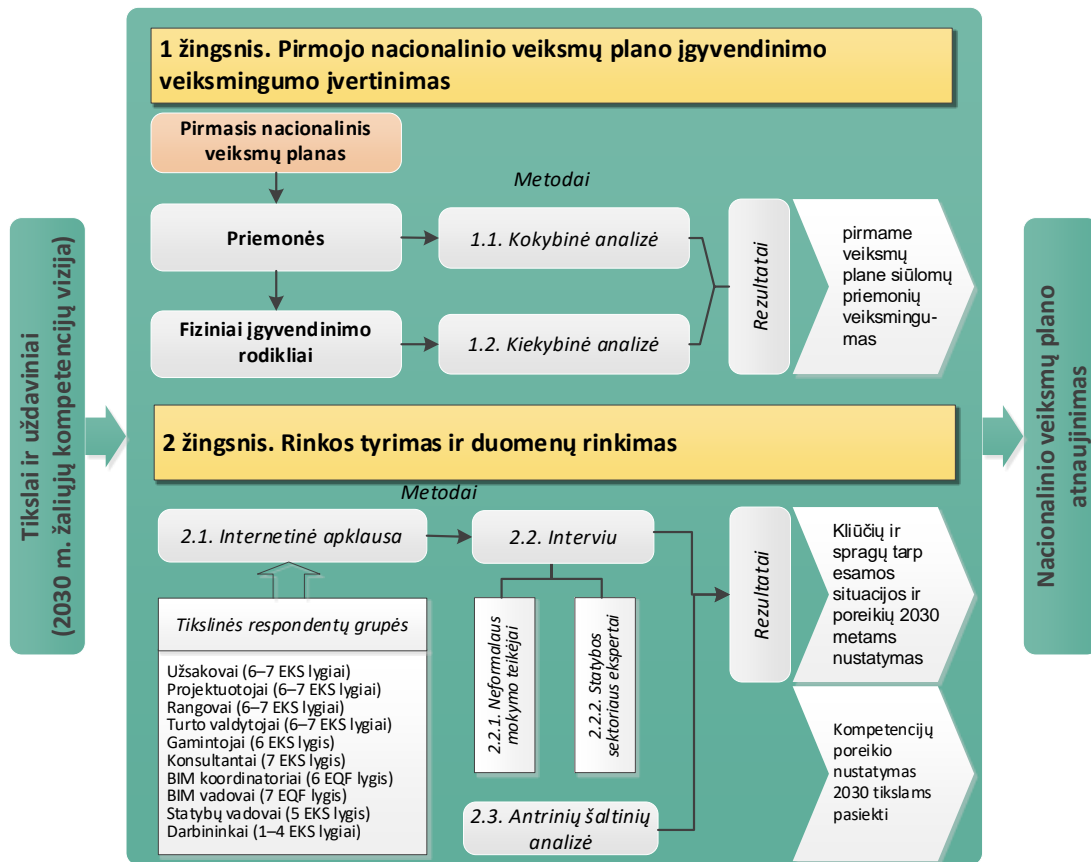 Tikslai ir uždaviniai
(2030 m. žaliųjų kompetencijų vizija)
1 žingsnis. Pirmojo nacionalinio veiksmų plano įgyvendinimo
veiksmingumo įvertinimas
Pirmasis nacionalinis
veiksmų planas
Metodai
Priemonės
1.1. Kokybinė analizė
Fiziniai įgyvendinimo
rodikliai
1.2. Kiekybinė analizė
Rezultatai
pirmame
veiksmų
plane siūlomų
priemonių
veiksmingu-
mas
2 žingsnis. Rinkos tyrimas ir duomenų rinkimas
Metodai
2.1. Internetinė apklausa
2.2. Interviu
Tikslinės respondentų grupės
Užsakovai (6–7 EKS lygiai)
Projektuotojai (6–7 EKS lygiai)
Rangovai (6–7 EKS lygiai)
Turto valdytojai (6–7 EKS lygiai)
Gamintojai (6 EKS lygis)
Konsultantai (7 EKS lygis)
BIM koordinatoriai (6 EQF lygis)
BIM vadovai (7 EQF lygis)
Statybų vadovai (5 EKS lygis)
Darbininkai (1–4 EKS lygiai)
2.2.1. Neformalaus
mokymo teikėjai
2.2.2. Statybos
sektoriaus ekspertai
2.3. Antrinių šaltinių
analizė
Rezultatai
Kliūčių ir
spragų tarp
esamos
situacijos ir
poreikių 2030
metams
nustatymas
Kompetencijų
poreikio
nustatymas
2030 tikslams
pasiekti
Nacionalinio veiksmų plano
atnaujinimas